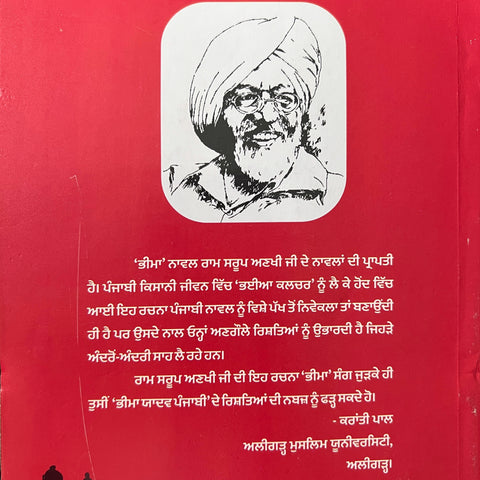 ‘ਭੀਮਾ’ ਨਾਵਲ ਰਾਮ ਸਰੂਪ ਅਣਖੀ ਜੀ ਦੇ ਨਾਵਲਾਂ ਦੀ ਪ੍ਰਾਪਤੀ
ਹੈ। ਪੰਜਾਬੀ ਕਿਸਾਨੀ ਜੀਵਨ ਵਿੱਚ ‘ਭਈਆ ਕਲਚਰ’ ਨੂੰ ਲੈ ਕੇ ਹੋਂਦ ਵਿੱਚ
ਆਈ ਇਹ ਰਚਨਾ ਪੰਜਾਬੀ ਨਾਵਲ ਨੂੰ ਵਿਸ਼ੇ ਪੱਖ ਤੋਂ ਨਿਵੇਕਲਾ ਤਾਂ ਬਣਾਉਂਦੀ
ਹੀ ਹੈ ਪਰ ਉਸਦੇ ਨਾਲ ਓਨ੍ਹਾਂ ਅਣਗੌਲੇ ਰਿਸ਼ਤਿਆਂ ਨੂੰ ਉਭਾਰਦੀ ਹੈ ਜਿਹੜੇ
ਅੰਦਰੋਂ-ਅੰਦਰੀ ਸਾਹ ਲੈ ਰਹੇ ਹਨ।
ਰਾਮ ਸਰੂਪ ਅਣਖੀ ਜੀ ਦੀ ਇਹ ਰਚਨਾ ‘ਭੀਮਾ’ ਸੰਗ ਜੁੜਕੇ ਹੀ
ਤੁਸੀਂ ‘ਭੀਮਾ ਯਾਦਵ ਪੰਜਾਬੀ’ ਦੇ ਰਿਸ਼ਤਿਆਂ ਦੀ ਨਬਜ਼ ਨੂੰ ਫੜ੍ਹ ਸਕਦੇ ਹੋ।
- ਕਰਾਂਤੀ ਪਾਲ
ਅਲੀਗੜ੍ਹ ਮੁਸਲਿਮ ਯੂਨੀਵਰਸਿਟੀ,
ਅਲੀਗੜ੍ਹ।